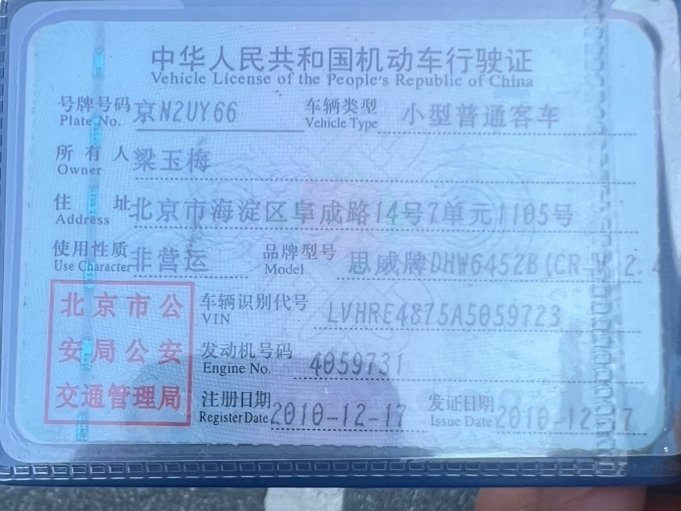 中华人民共和国机动车行驶证
Vehicle License of the People's Republic of China
号牌号码 京N2UY66 车辆类型 小型普通客车
Plate No. Vehicle Type
所有人 梁玉梅
Owner
住址 北京市海淀区阜成路14号7单元1105号
Address
使用性质 非营运 品牌型号 思威牌DHW6452B(CR-
Use Character Model
北京市公 车辆识别代号 LVHRE4875A5059723
VIN
安局公安 发动机号码 4059731
Engine No.
交通管理局 注册日期 2010-12-17 发证日期 2010-12-17
Register Date Issue Date